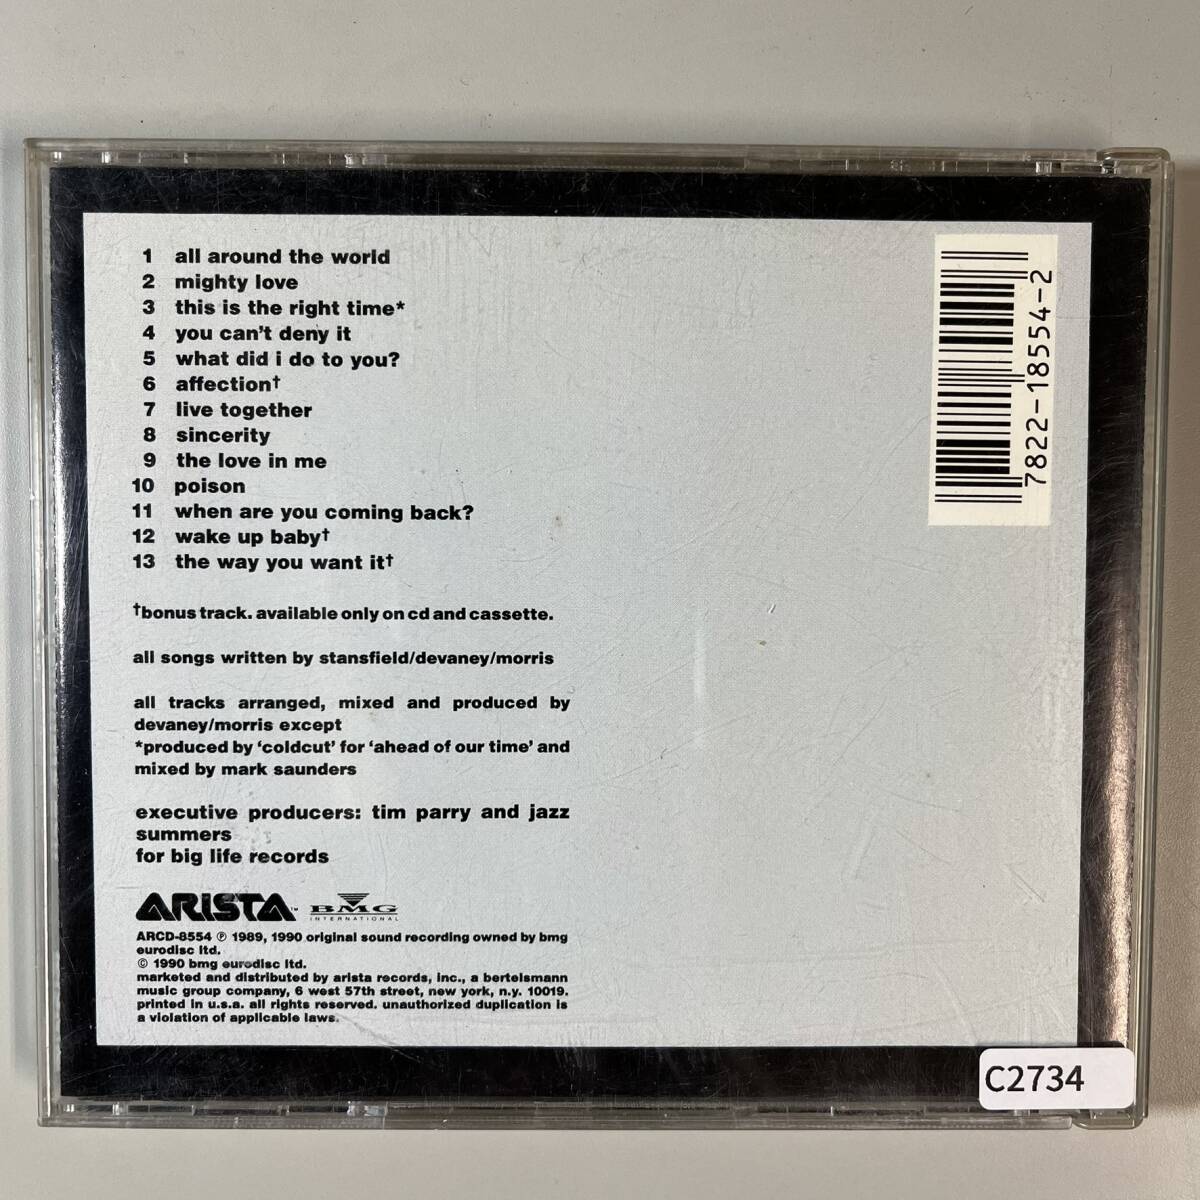 1 all around the world
2 mighty love
3 this is the right time*
4 you can't deny it
5 what did i do to you?
6 affection†
7 live together
8 sincerity
9 the love in me
10 poison
11 when are you coming back?
12 wake up baby†
13 the way you want it†
†bonus track. available only on cd and cassette.
all songs written by stansfield/devaney/morris
all tracks arranged, mixed and produced by
devaney/morris except
*produced by 'coldcut' for 'ahead of our time' and
mixed by mark saunders
executive producers: tim parry and jazz
summers
for big life records
ARISTA™ BMG
INTERNATIONAL
ARCD-8554 ℗ 1989, 1990 original sound recording owned by bmg
eurodisc ltd.
© 1990 bmg eurodisc ltd.
marketed and distributed by arista records, inc., a bertelsmann
music group company, 6 west 57th street, new york, n.y. 10019.
printed in u.s.a. all rights reserved. unauthorized duplication is
a violation of applicable laws.
7822-18554-2
C2734